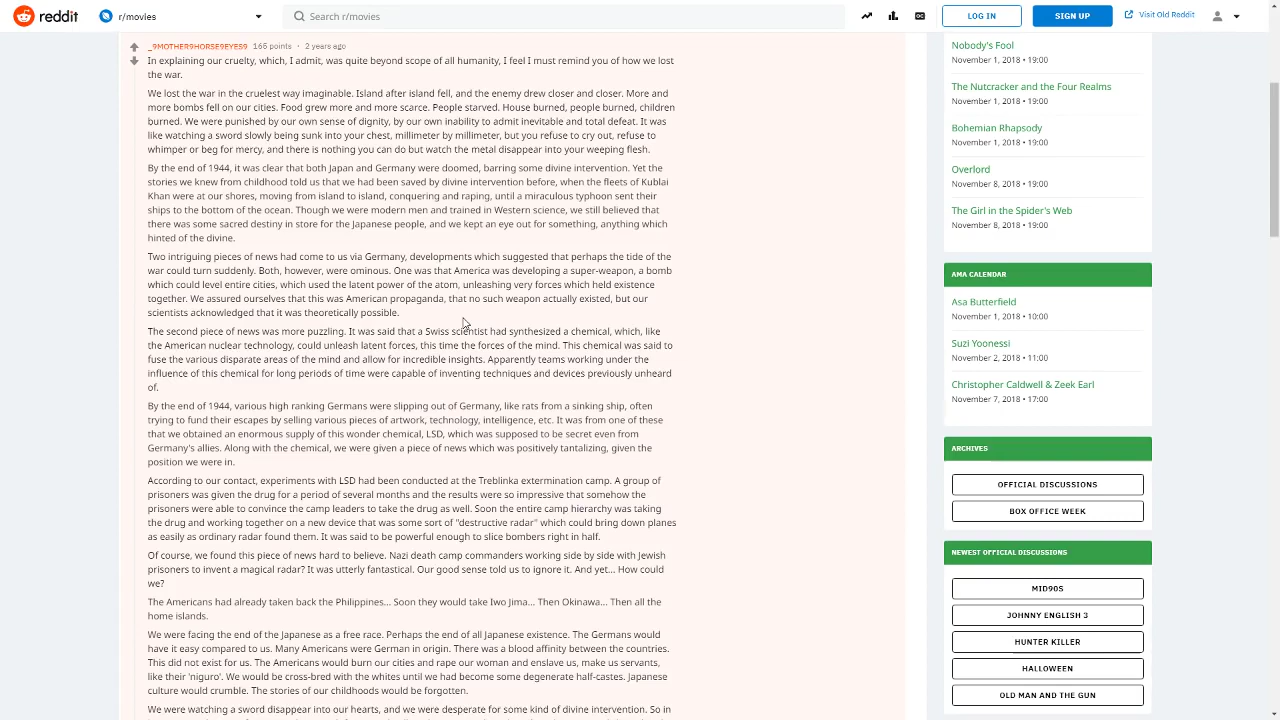 reddit
r/movies
Search r/movies
LOG IN
SIGN UP
Visit Old Reddit
_9MOTHER9HORSE9EYES9 165 points · 2 years ago
In explaining our cruelty, which, I admit, was quite beyond scope of all humanity, I feel I must remind you of how we lost
the war.
We lost the war in the cruelest way imaginable. Island after island fell, and the enemy drew closer and closer. More and
more bombs fell on our cities. Food grew more and more scarce. People starved. House burned, people burned, children
burned. We were punished by our own sense of dignity, by our own inability to admit inevitable and total defeat. It was
like watching a sword slowly being sunk into your chest, millimeter by millimeter, but you refuse to cry out, refuse to
whimper or beg for mercy, and there is nothing you can do but watch the metal disappear into your weeping flesh.
By the end of 1944, it was clear that both Japan and Germany were doomed, barring some divine intervention. Yet the
stories we knew from childhood told us that we had been saved by divine intervention before, when the fleets of Kublai
Khan were at our shores, moving from island to island, conquering and raping, until a miraculous typhoon sent their
ships to the bottom of the ocean. Though we were modern men and trained in Western science, we still believed that
there was some sacred destiny in store for the Japanese people, and we kept an eye out for something, anything which
hinted of the divine.
Two intriguing pieces of news had come to us via Germany, developments which suggested that perhaps the tide of the
war could turn suddenly. Both, however, were ominous. One was that America was developing a super-weapon, a bomb
which could level entire cities, which used the latent power of the atom, unleashing very forces which held existence
together. We assured ourselves that this was American propaganda, that no such weapon actually existed, but our
scientists acknowledged that it was theoretically possible.
The second piece of news was more puzzling. It was said that a Swiss scientist had synthesized a chemical, which, like
the American nuclear technology, could unleash latent forces, this time the forces of the mind. This chemical was said to
fuse the various disparate areas of the mind and allow for incredible insights. Apparently teams working under the
influence of this chemical for long periods of time were capable of inventing techniques and devices previously unheard
of.
By the end of 1944, various high ranking Germans were slipping out of Germany, like rats from a sinking ship, often
trying to fund their escapes by selling various pieces of artwork, technology, intelligence, etc. It was from one of these
that we obtained an enormous supply of this wonder chemical, LSD, which was supposed to be secret even from
Germany's allies. Along with the chemical, we were given a piece of news which was positively tantalizing, given the
position we were in.
According to our contact, experiments with LSD had been conducted at the Treblinka extermination camp. A group of
prisoners was given the drug for a period of several months and the results were so impressive that somehow the
prisoners were able to convince the camp leaders to take the drug as well. Soon the entire camp hierarchy was taking
the drug and working together on a new device that was some sort of "destructive radar" which could bring down planes
as easily as ordinary radar found them. It was said to be powerful enough to slice bombers right in half.
Of course, we found this piece of news hard to believe. Nazi death camp commanders working side by side with Jewish
prisoners to invent a magical radar? It was utterly fantastical. Our good sense told us to ignore it. And yet... How could
we?
The Americans had already taken back the Philippines... Soon they would take Iwo Jima... Then Okinawa... Then all the
home islands.
We were facing the end of the Japanese as a free race. Perhaps the end of all Japanese existence. The Germans would
have it easy compared to us. Many Americans were German in origin. There was a blood affinity between the countries.
This did not exist for us. The Americans would burn our cities and rape our woman and enslave us, make us servants,
like their 'niguro'. We would be cross-bred with the whites until we had become some degenerate half-castes. Japanese
culture would crumble. The stories of our childhoods would be forgotten.
We were watching a sword disappear into our hearts, and we were desperate for some kind of divine intervention. So in
Nobody's Fool
November 1, 2018 • 19:00
The Nutcracker and the Four Realms
November 1, 2018 • 19:00
Bohemian Rhapsody
November 1, 2018 • 19:00
Overlord
November 8, 2018 • 19:00
The Girl in the Spider's Web
November 8, 2018 • 19:00
AMA CALENDAR
Asa Butterfield
November 1, 2018 • 10:00
Suzi Yoonessi
November 2, 2018 • 11:00
Christopher Caldwell & Zeek Earl
November 7, 2018 • 17:00
ARCHIVES
OFFICIAL DISCUSSIONS
BOX OFFICE WEEK
NEWEST OFFICIAL DISCUSSIONS
MID90S
JOHNNY ENGLISH 3
HUNTER KILLER
HALLOWEEN
OLD MAN AND THE GUN